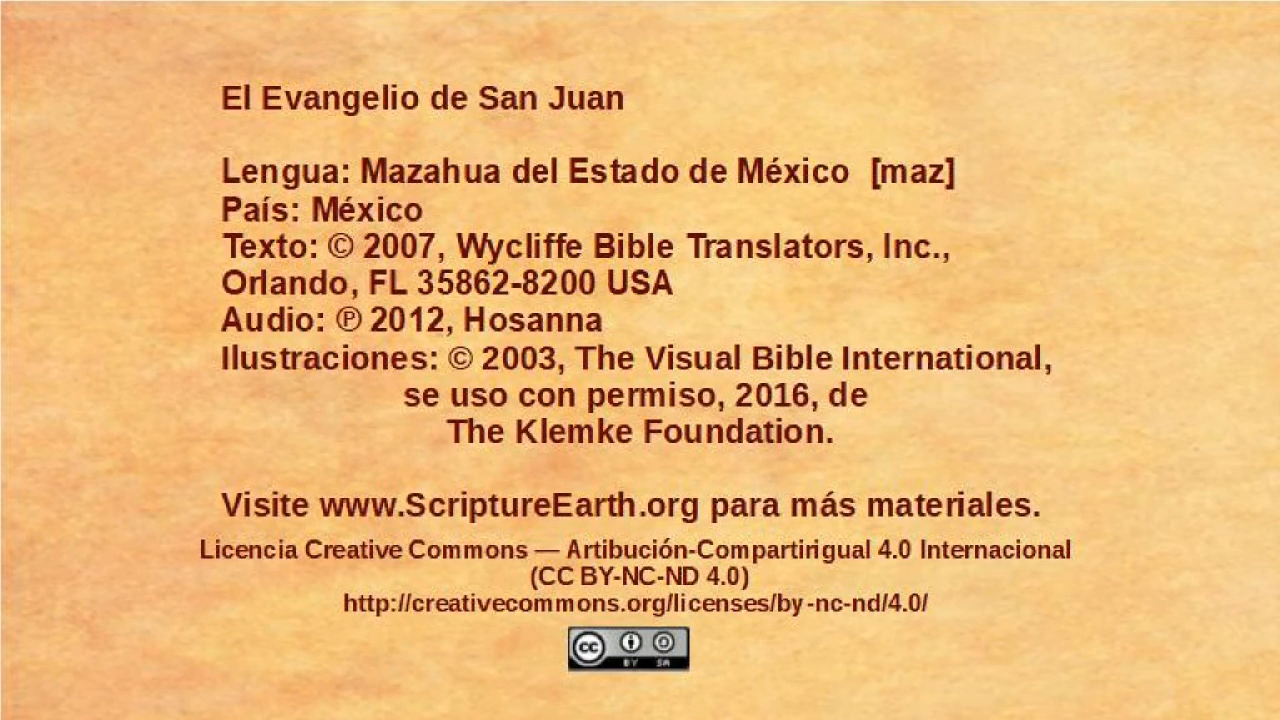 El Evangelio de San Juan
Lengua: Mazahua del Estado de México [maz]
País: México
Texto: © 2007, Wycliffe Bible Translators, Inc.,
Orlando, FL 35862-8200 USA
Audio: ℗ 2012, Hosanna
Ilustraciones: © 2003, The Visual Bible International,
se uso con permiso, 2016, de
The Klemke Foundation.
Visite www.ScriptureEarth.org para más materiales.
Licencia Creative Commons — Artibución-Compartirigual 4.0 Internacional
(CC BY-NC-ND 4.0)
http://creativecommons.org/licenses/by-nc-nd/4.0/
cc BY SA